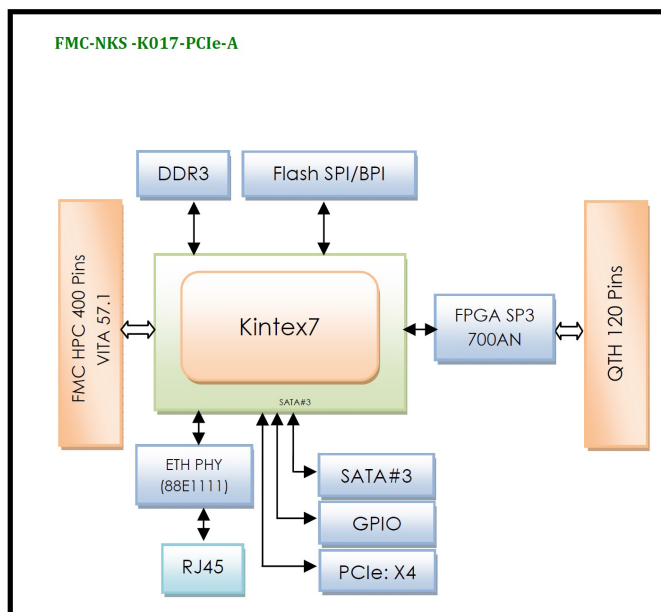 FMC-NKS -K017-PCIe-A
DDR3
Flash SPI/BPI
FMC HPC 400 Pins
VITA 57.1
Kintex7
SATA#3
FPGA SP3
700AN
QTH 120 Pins
ETH PHY
(88E1111)
RJ45
SATA#3
GPIO
PCIe: X4